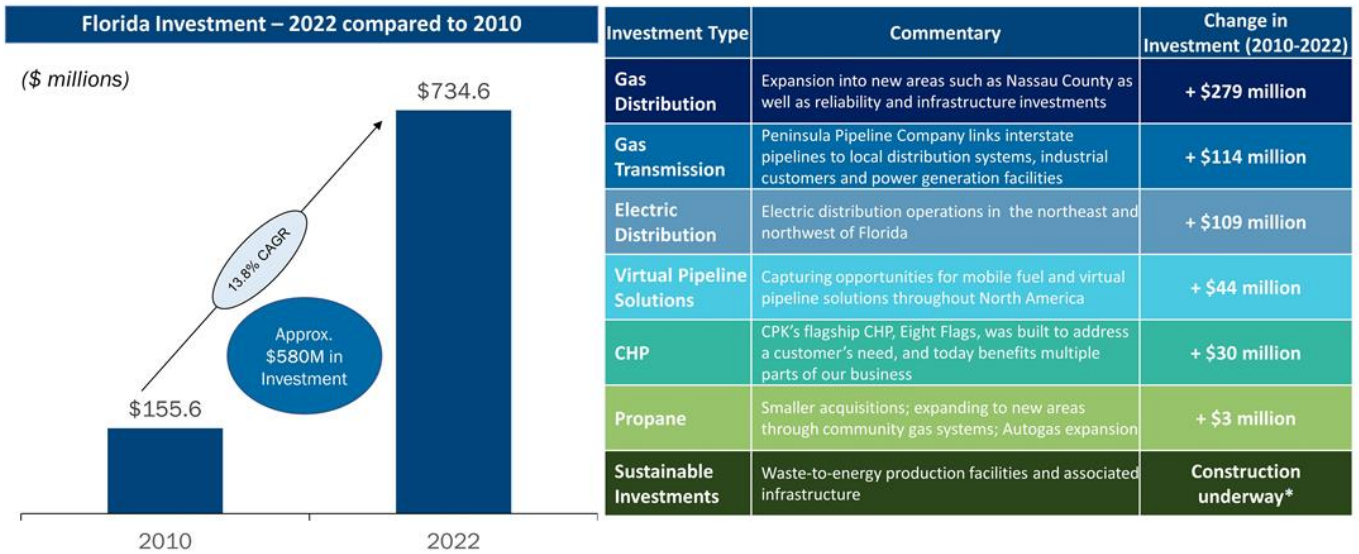 Florida Investment – 2022 compared to 2010
($ millions)
$734.6
13.8% CAGR
Approx.
$580M in
Investment
$155.6
2010
2022
Investment Type
Commentary
Change in
Investment (2010-2022)
Gas
Distribution
Expansion into new areas such as Nassau County as
well as reliability and infrastructure investments
+ $279 million
Gas
Transmission
Peninsula Pipeline Company links interstate
pipelines to local distribution systems, industrial
customers and power generation facilities
+ $114 million
Electric
Distribution
Electric distribution operations in the northeast and
northwest of Florida
+ $109 million
Virtual Pipeline
Solutions
Capturing opportunities for mobile fuel and virtual
pipeline solutions throughout North America
+ $44 million
CHP
CPK’s flagship CHP, Eight Flags, was built to address
a customer’s need, and today benefits multiple
parts of our business
+ $30 million
Propane
Smaller acquisitions; expanding to new areas
through community gas systems; Autogas expansion
+ $3 million
Sustainable
Investments
Waste-to-energy production facilities and associated
infrastructure
Construction
underway*